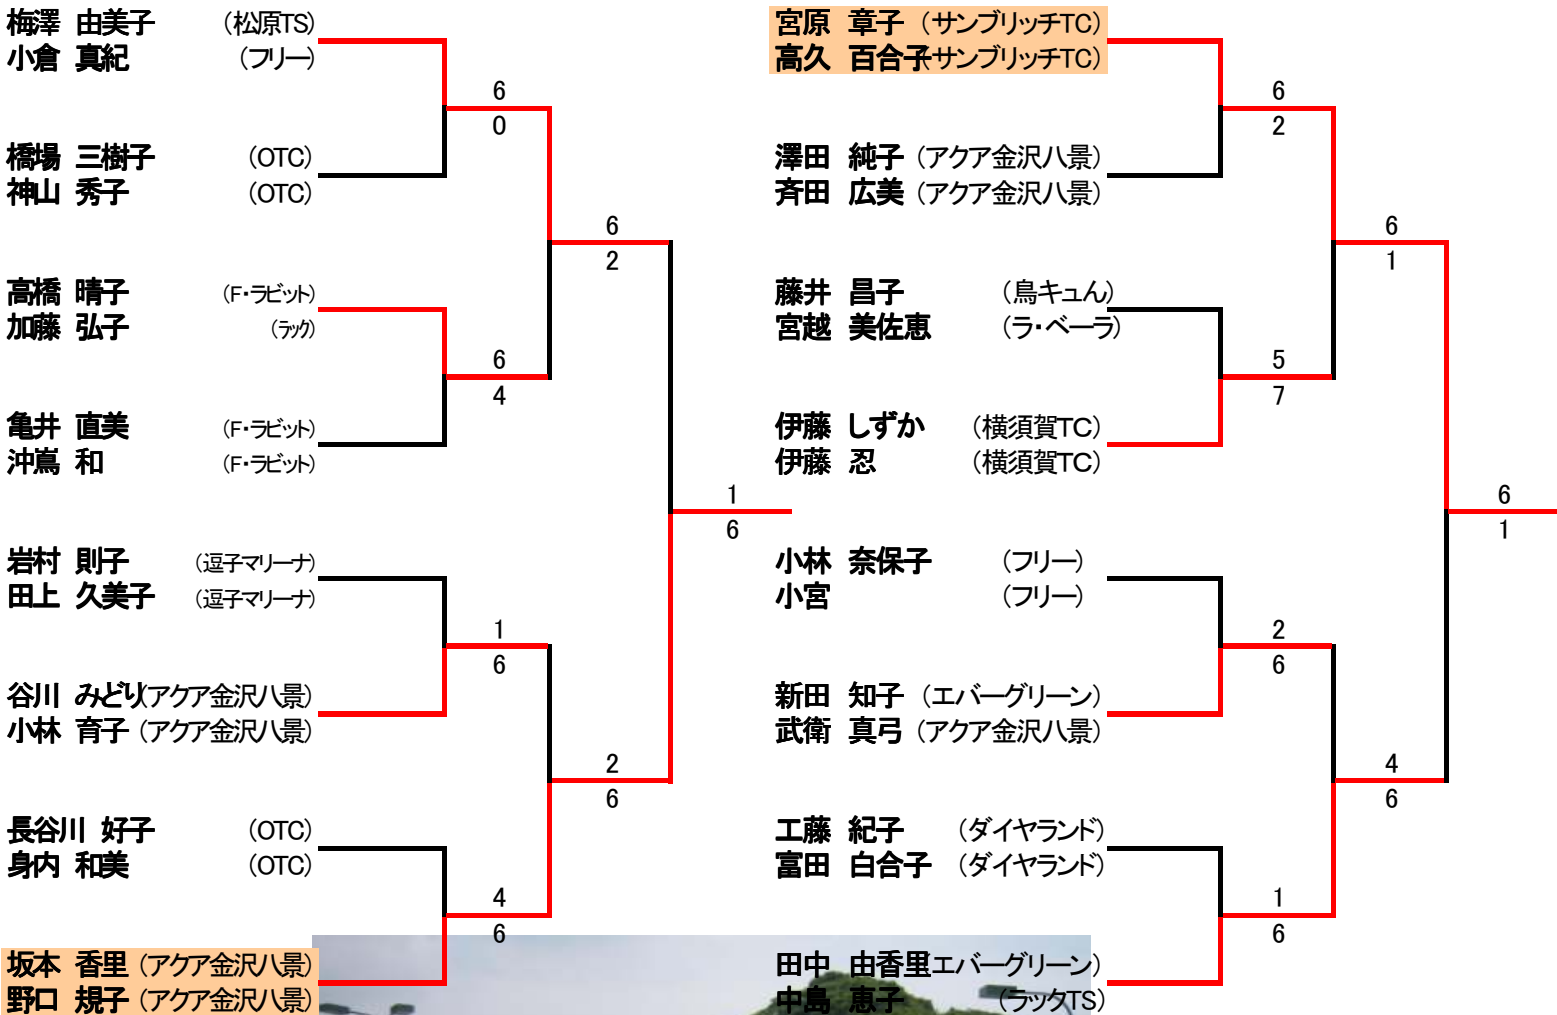 梅澤 由美子 (松原TS)
小倉 真紀 (フリー)
6
0
橋場 三樹子 (OTC)
神山 秀子 (OTC)
6
2
高橋 晴子 (F・ラビット)
加藤 弘子 (ラック)
6
4
亀井 直美 (F・ラビット)
沖嶌 和 (F・ラビット)
1
6
岩村 則子 (逗子マリーナ)
田上 久美子 (逗子マリーナ)
1
6
谷川 みどり(アクア金沢八景)
小林 育子 (アクア金沢八景)
2
6
長谷川 好子 (OTC)
身内 和美 (OTC)
4
6
坂本 香里 (アクア金沢八景)
野口 規子 (アクア金沢八景)
宮原 章子 (サンブリッチTC)
高久 百合子(サンブリッチTC)
6
2
澤田 純子 (アクア金沢八景)
斉田 広美 (アクア金沢八景)
6
1
藤井 昌子 (鳥キュん)
宮越 美佐恵 (ラ・ベーラ)
5
7
伊藤 しずか (横須賀TC)
伊藤 忍 (横須賀TC)
6
1
小林 奈保子 (フリー)
小宮 (フリー)
2
6
新田 知子 (エバーグリーン)
武衛 真弓 (アクア金沢八景)
4
6
工藤 紀子 (ダイヤランド)
富田 白合子 (ダイヤランド)
1
6
田中 由香里(エバーグリーン)
中島 恵子 (ラックTS)